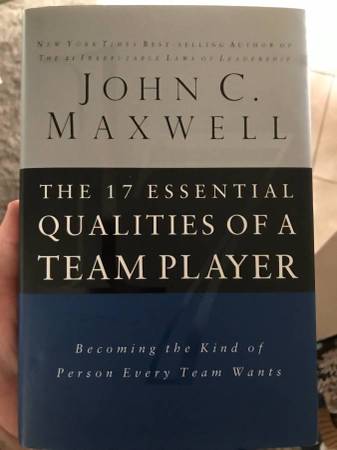 NEW YORK TIMES BEST-SELLING AUTHOR OF
THE 21 IRREFUTABLE LAWS OF LEADERSHIP
JOHN C.
MAXWELL
THE 17 ESSENTIAL
QUALITIES OF A
TEAM PLAYER
Becoming the Kind of
Person Every Team Wants